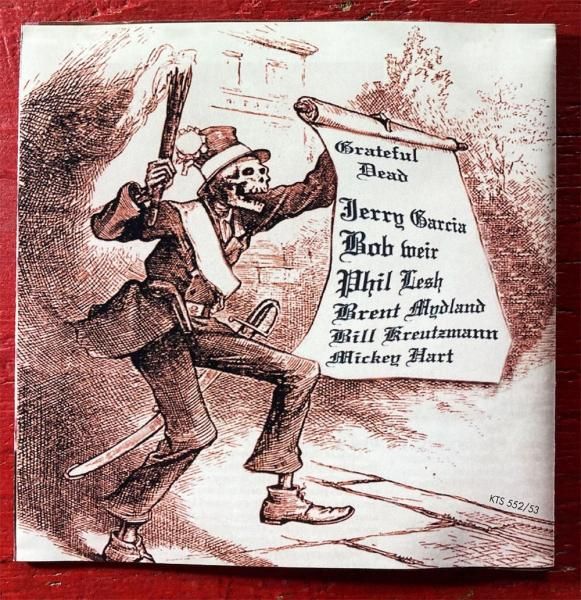 Grateful
Dead
Jerry Garcia
Bob weir
Phil Lesh
Brent Mydland
Bill Kreutzmann
Mickey Hart
KTS 552/53